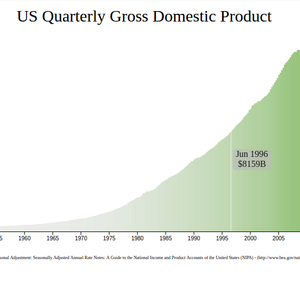 US Quarterly Gross Domestic Product
Jun 1996
$8159B
1960 1965 1970 1975 1980 1985 1990 1995 2000 2005
Seasonal Adjustment: Seasonally Adjusted Annual Rate Notes: A Guide to the National Income and Product Accounts of the United States (NIPA) - (http://www.bea.gov/nat